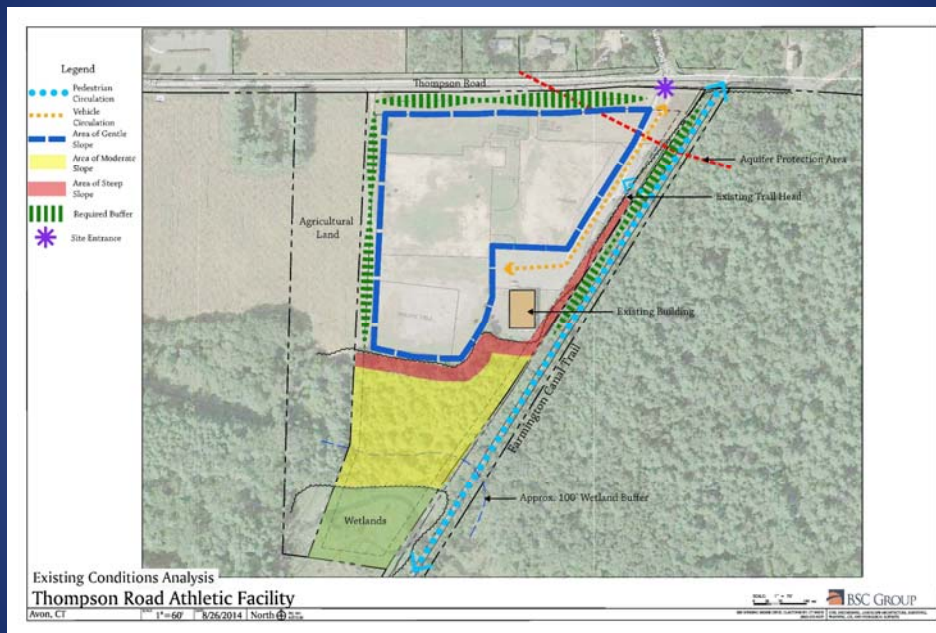 Legend
Pedestrian
Circulation
Vehicle
Circulation
Area of Gentle
Slope
Area of Moderate
Slope
Area of Steep
Slope
Required Buffer
Site Entrance
Thompson Road
Aquifer Protection Area
Existing Trail Head
Agricultural
Land
Existing Building
Farmington Canal Trail
Approx. 100' Wetland Buffer
Wetlands
Existing Conditions Analysis
Thompson Road Athletic Facility
Avon, CT
1"=60'
8/26/2014
North
BSC GROUP